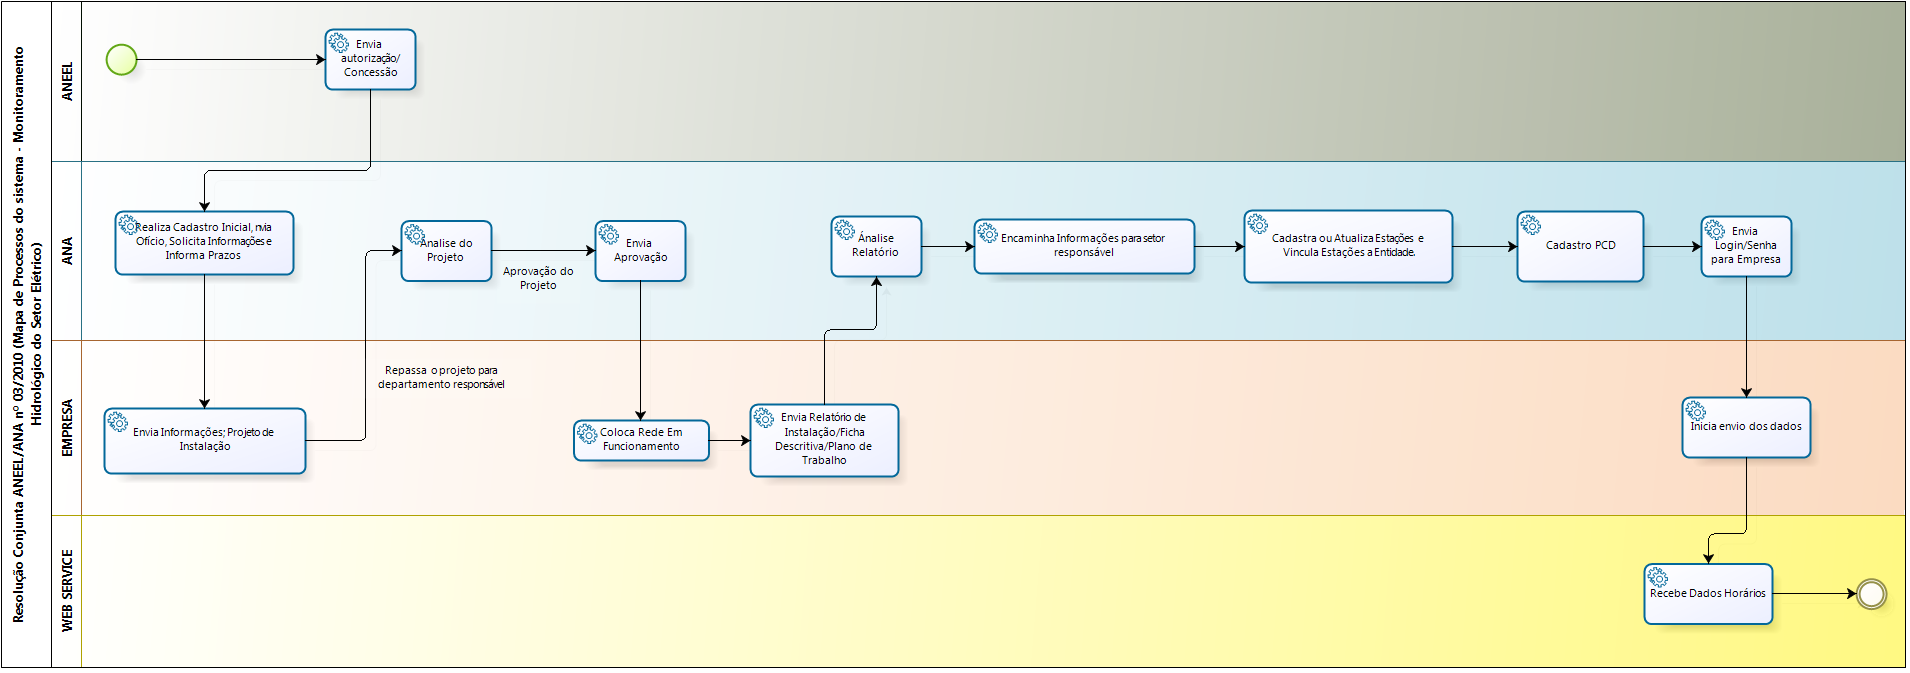 Resolução Conjunta ANEEL/ANA nº 03/2010 (Mapa de Processos do sistema - Monitoramento
Hidrológico do Setor Elétrico)
ANEEL
Envia
autorização/
Concessão
ANA
Realiza Cadastro Inicial, nvia
Ofício, Solicita Informações e
Informa Prazos
Analise do
Projeto
Aprovação do
Projeto
Envia
Aprovação
Ánalise
Relatório
Encaminha Informações para setor
responsável
Cadastra ou Atualiza Estações e
Vincula Estações a Entidade.
Cadastro PCD
Envia
Login/Senha
para Empresa
EMPRESA
Envia Informações; Projeto de
Instalação
Repassa o projeto para
departamento responsável
Coloca Rede Em
Funcionamento
Envia Relatório de
Instalação/Ficha
Descritiva/Plano de
Trabalho
Inicia envio dos dados
WEB SERVICE
Recebe Dados Horários